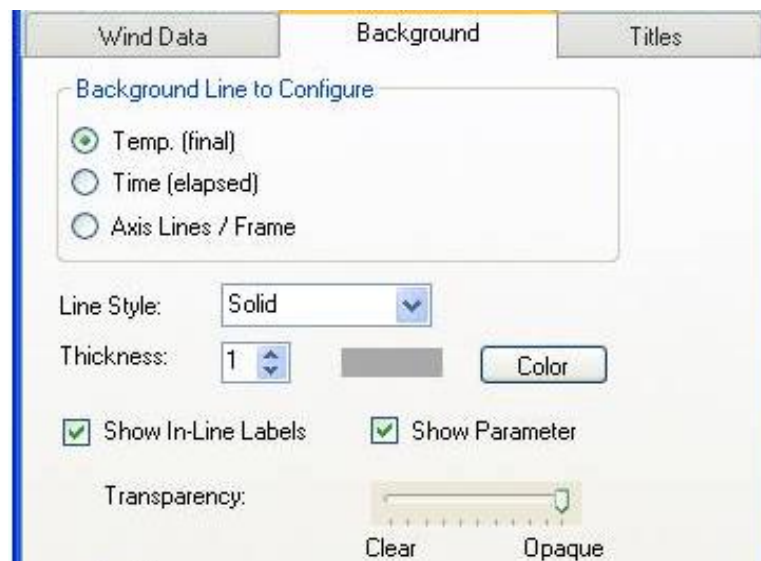 Wind Data Background Titles
Background Line to Configure
Temp. (final)
Time (elapsed)
Axis Lines / Frame
Line Style: Solid
Thickness: 1 Color
Show In-Line Labels Show Parameter
Transparency:
Clear Opaque